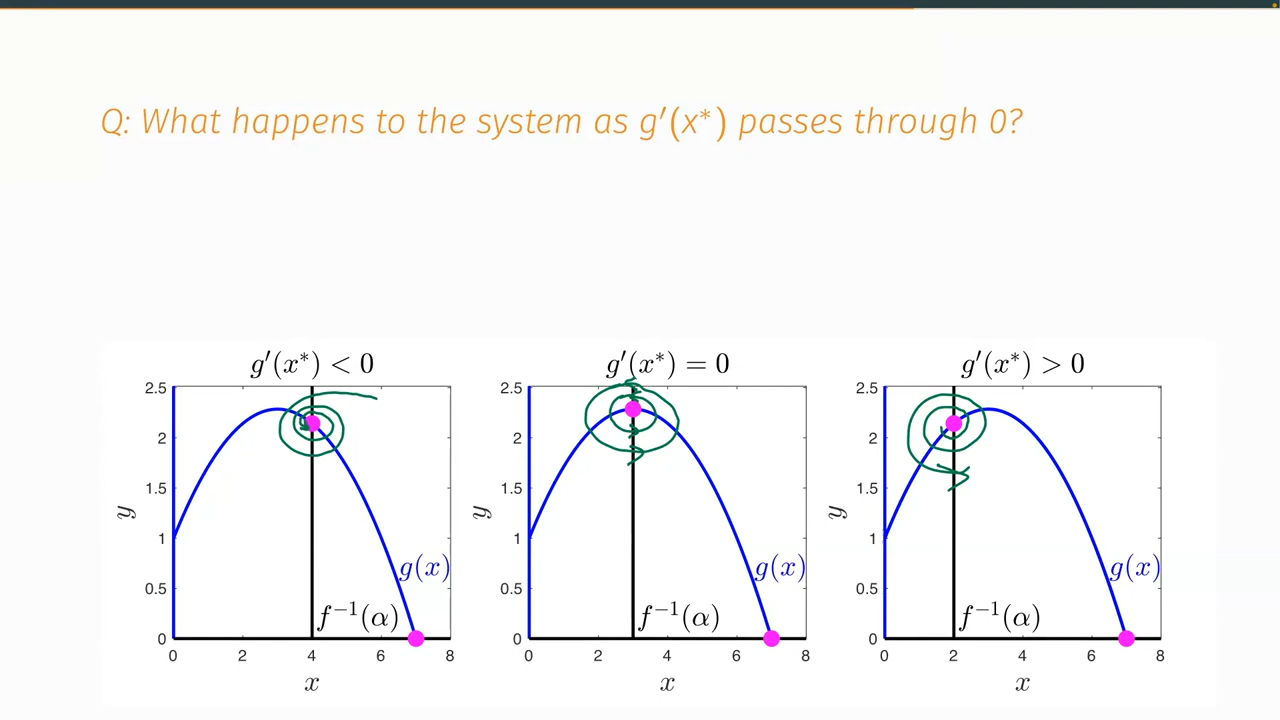 Q: What happens to the system as g′(x*) passes through 0?
g′(x*) < 0
2.5
2
1.5
1
0.5
0
0 2 4 6 8
y
x
g(x)
f⁻¹(α)
g′(x*) = 0
2.5
2
1.5
1
0.5
0
0 2 4 6 8
y
x
g(x)
f⁻¹(α)
g′(x*) > 0
2.5
2
1.5
1
0.5
0
0 2 4 6 8
y
x
g(x)
f⁻¹(α)